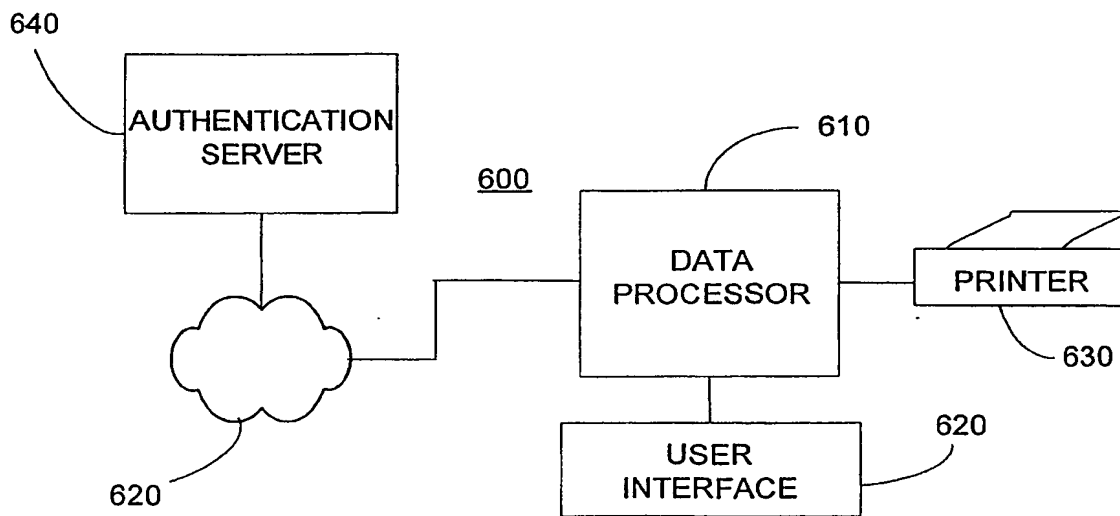 640
AUTHENTICATION
SERVER
600
610
DATA
PROCESSOR
PRINTER
630
620
USER
INTERFACE
620